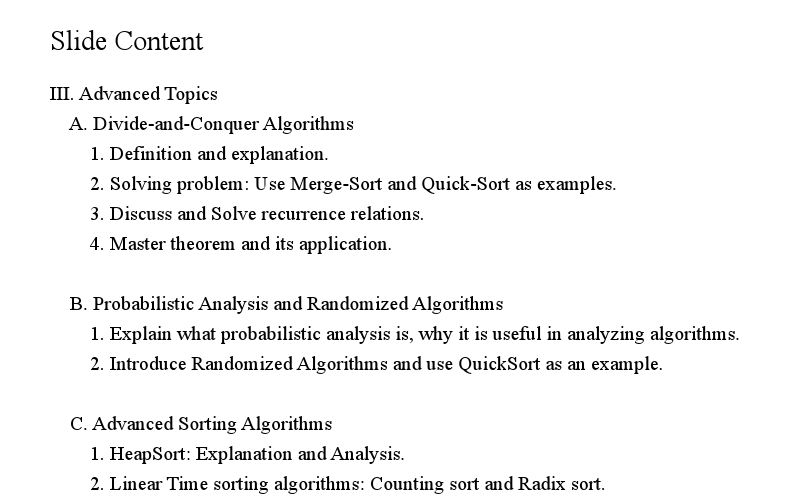 Slide Content
III. Advanced Topics
A. Divide-and-Conquer Algorithms
1. Definition and explanation.
2. Solving problem: Use Merge-Sort and Quick-Sort as examples.
3. Discuss and Solve recurrence relations.
4. Master theorem and its application.
B. Probabilistic Analysis and Randomized Algorithms
1. Explain what probabilistic analysis is, why it is useful in analyzing algorithms.
2. Introduce Randomized Algorithms and use QuickSort as an example.
C. Advanced Sorting Algorithms
1. HeapSort: Explanation and Analysis.
2. Linear Time sorting algorithms: Counting sort and Radix sort.